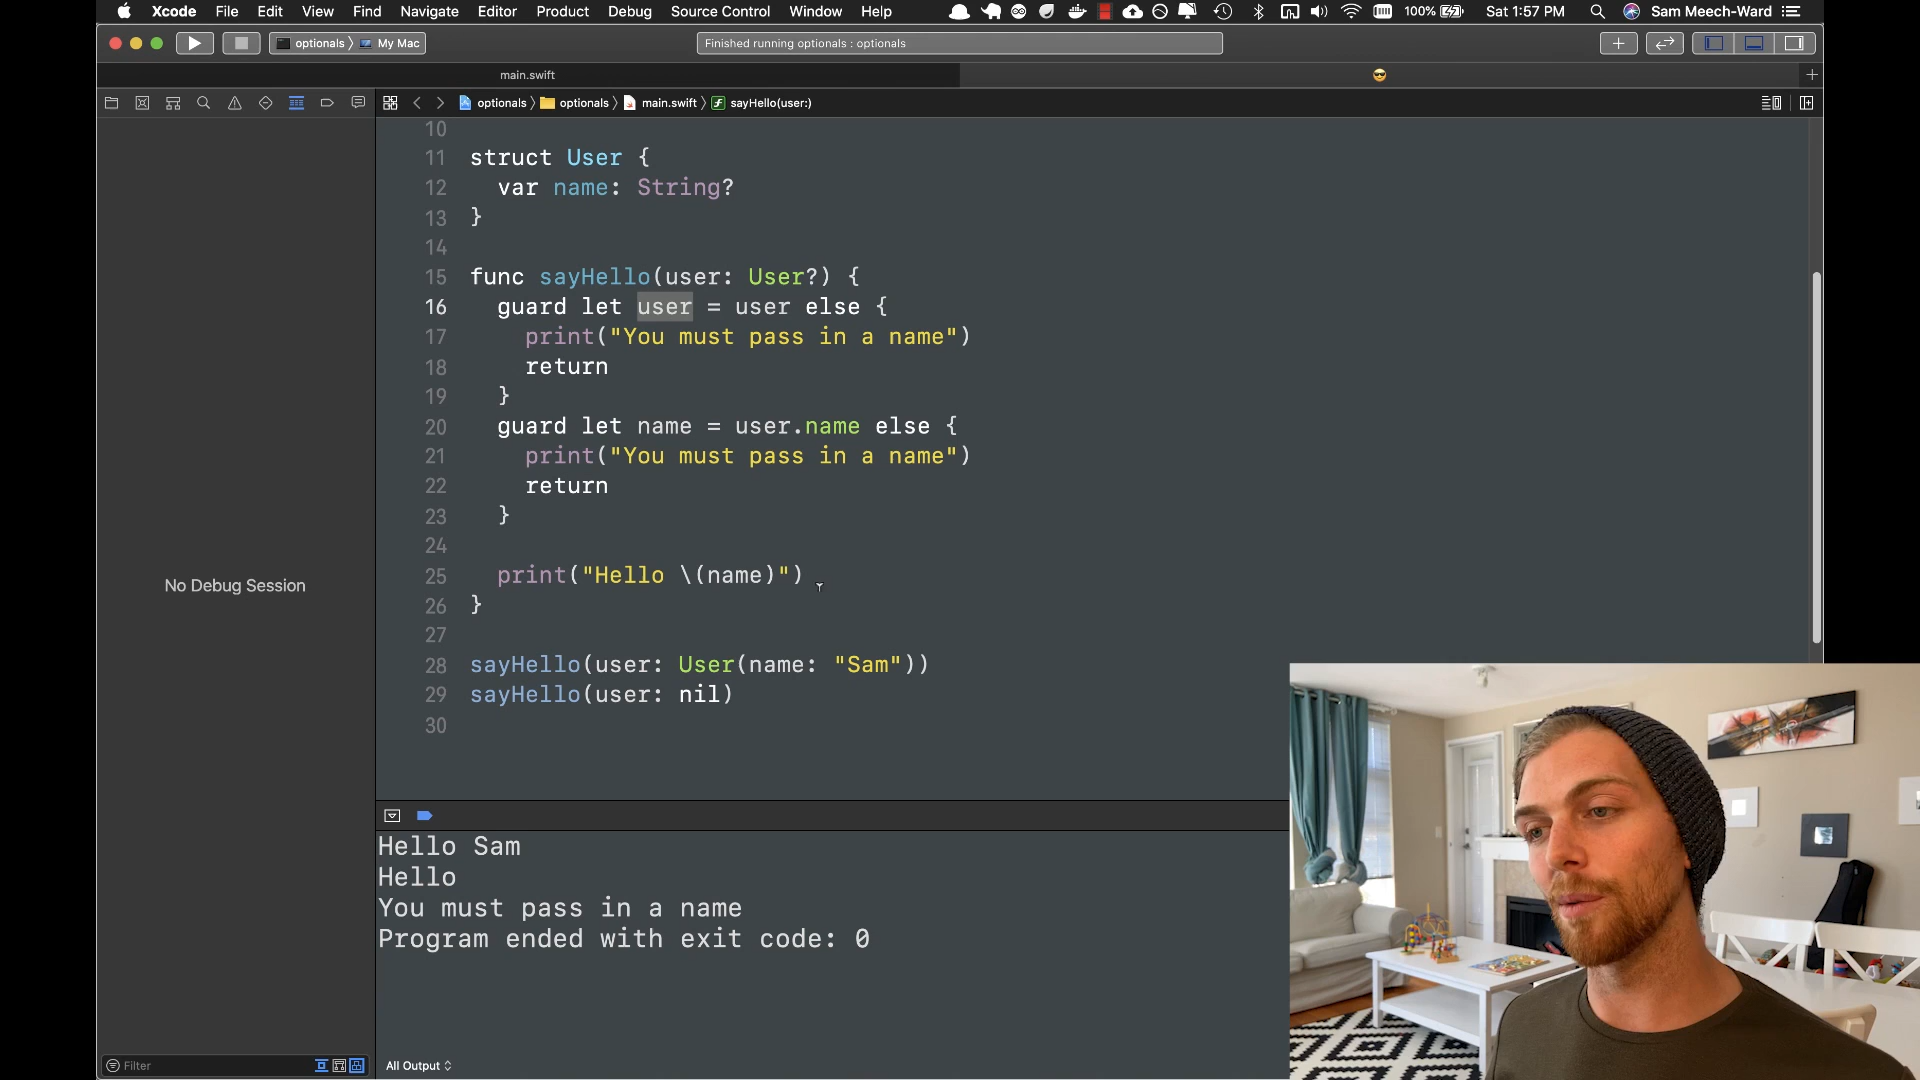 Xcode File Edit View Find Navigate Editor Product Debug Source Control Window Help 100% Sat 1:57 PM Sam Meech-Ward
optionals My Mac
Finished running optionals : optionals
main.swift
optionals optionals main.swift sayHello(user:)
10
11 struct User {
12 var name: String?
13 }
14
15 func sayHello(user: User?) {
16 guard let user = user else {
17 print("You must pass in a name")
18 return
19 }
20 guard let name = user.name else {
21 print("You must pass in a name")
22 return
23 }
24
25 print("Hello \(name)")
26 }
27
28 sayHello(user: User(name: "Sam"))
29 sayHello(user: nil)
30
No Debug Session
Hello Sam
Hello
You must pass in a name
Program ended with exit code: 0
Filter
All Output